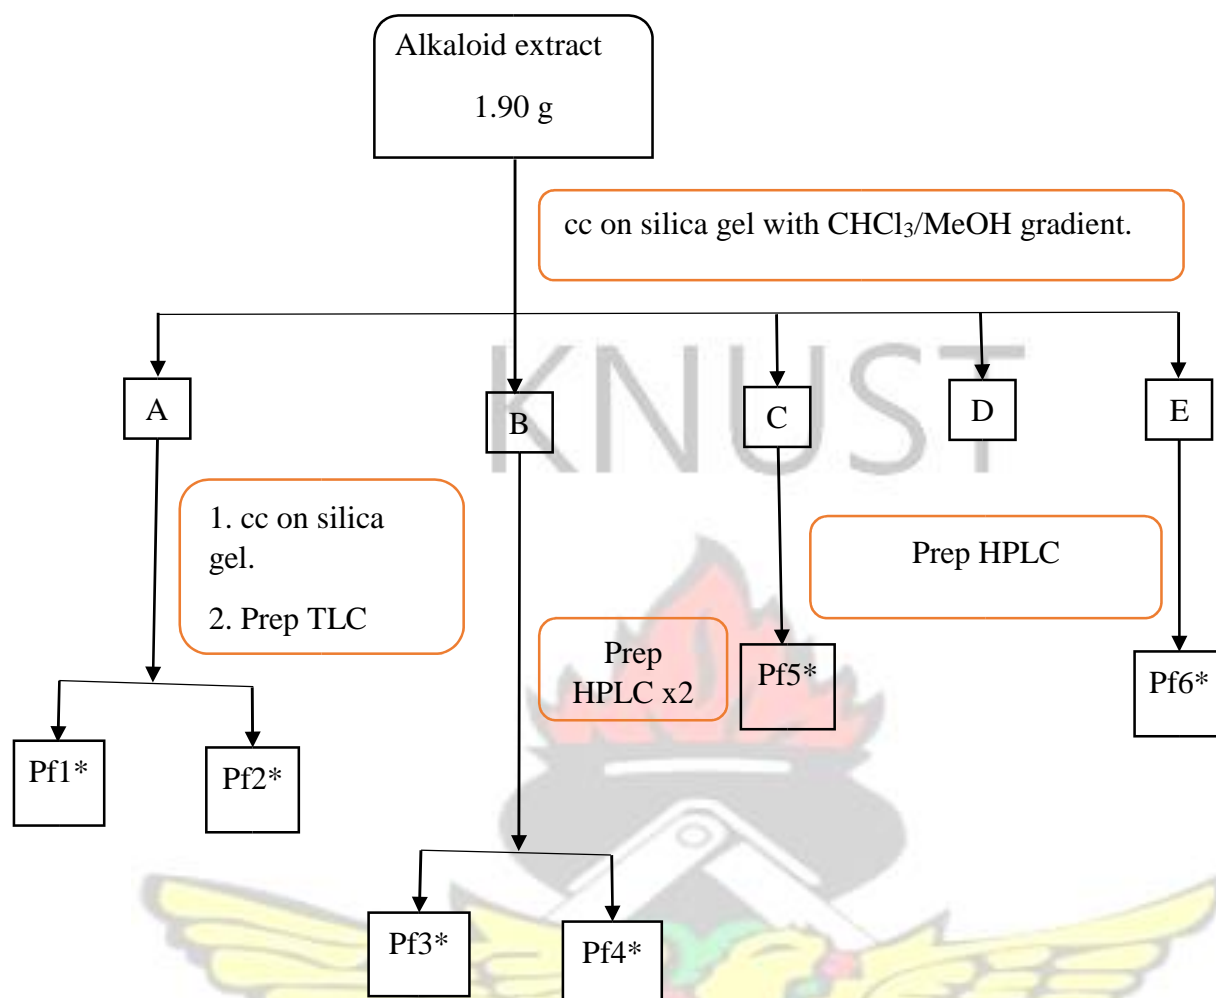 Alkaloid extract
1.90 g
cc on silica gel with CHCl₃/MeOH gradient.
KNUST
A
B
C
D
E
1. cc on silica
gel.
2. Prep TLC
Prep HPLC
Prep
HPLC x2
Pf5*
Pf6*
Pf1*
Pf2*
Pf3*
Pf4*